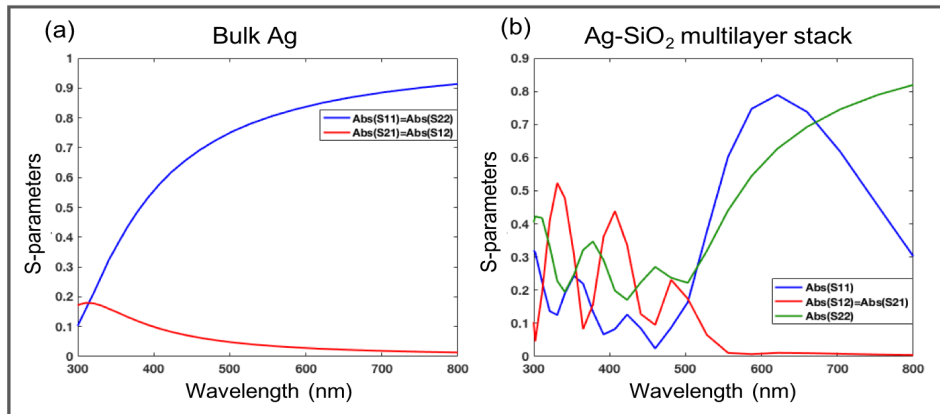 (a)
Bulk Ag
S-parameters
1
0.9
0.8
0.7
0.6
0.5
0.4
0.3
0.2
0.1
0
Abs(S11)=Abs(S22)
Abs(S21)=Abs(S12)
300 400 500 600 700 800
Wavelength (nm)
(b)
Ag-SiO₂ multilayer stack
S-parameters
0.9
0.8
0.7
0.6
0.5
0.4
0.3
0.2
0.1
0
Abs(S11)
Abs(S12)=Abs(S21)
Abs(S22)
300 400 500 600 700 800
Wavelength (nm)